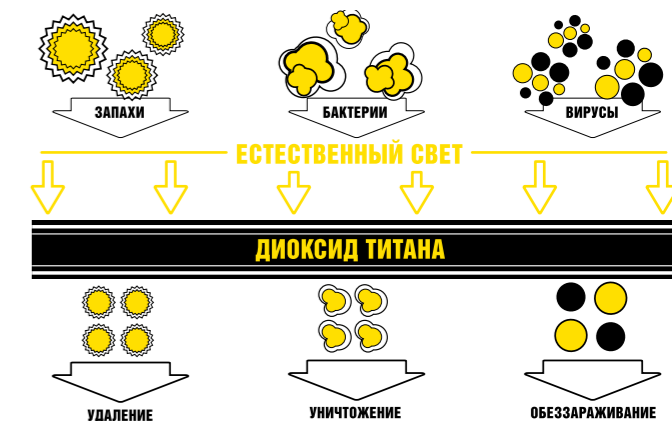 ЗАПАХИ
БАКТЕРИИ
ВИРУСЫ
ЕСТЕСТВЕННЫЙ СВЕТ
ДИОКСИД ТИТАНА
УДАЛЕНИЕ
УНИЧТОЖЕНИЕ
ОБЕЗЗАРАЖИВАНИЕ